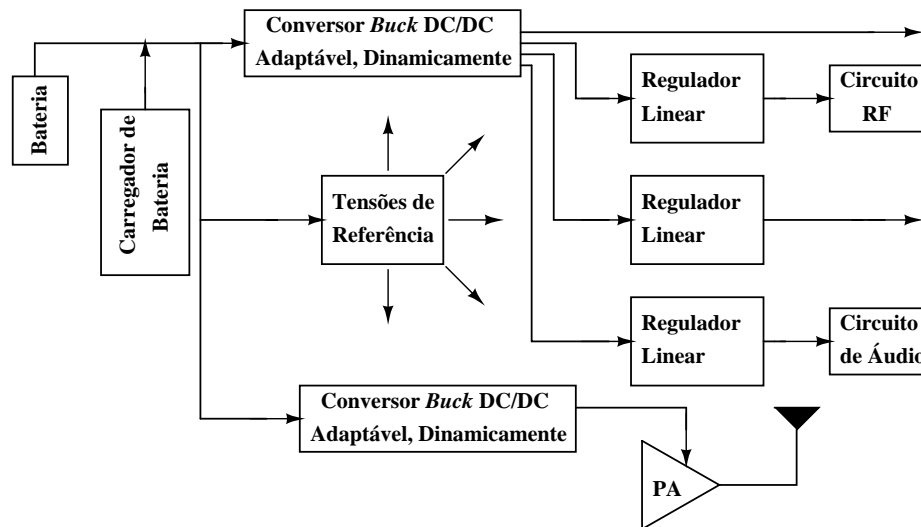 Conversor Buck DC/DC
Adaptável, Dinamicamente
Bateria
Carregador de
Bateria
Regulador
Linear
Circuito
RF
Tensões de
Referência
Regulador
Linear
Regulador
Linear
Circuito
de Áudio
Conversor Buck DC/DC
Adaptável, Dinamicamente
PA